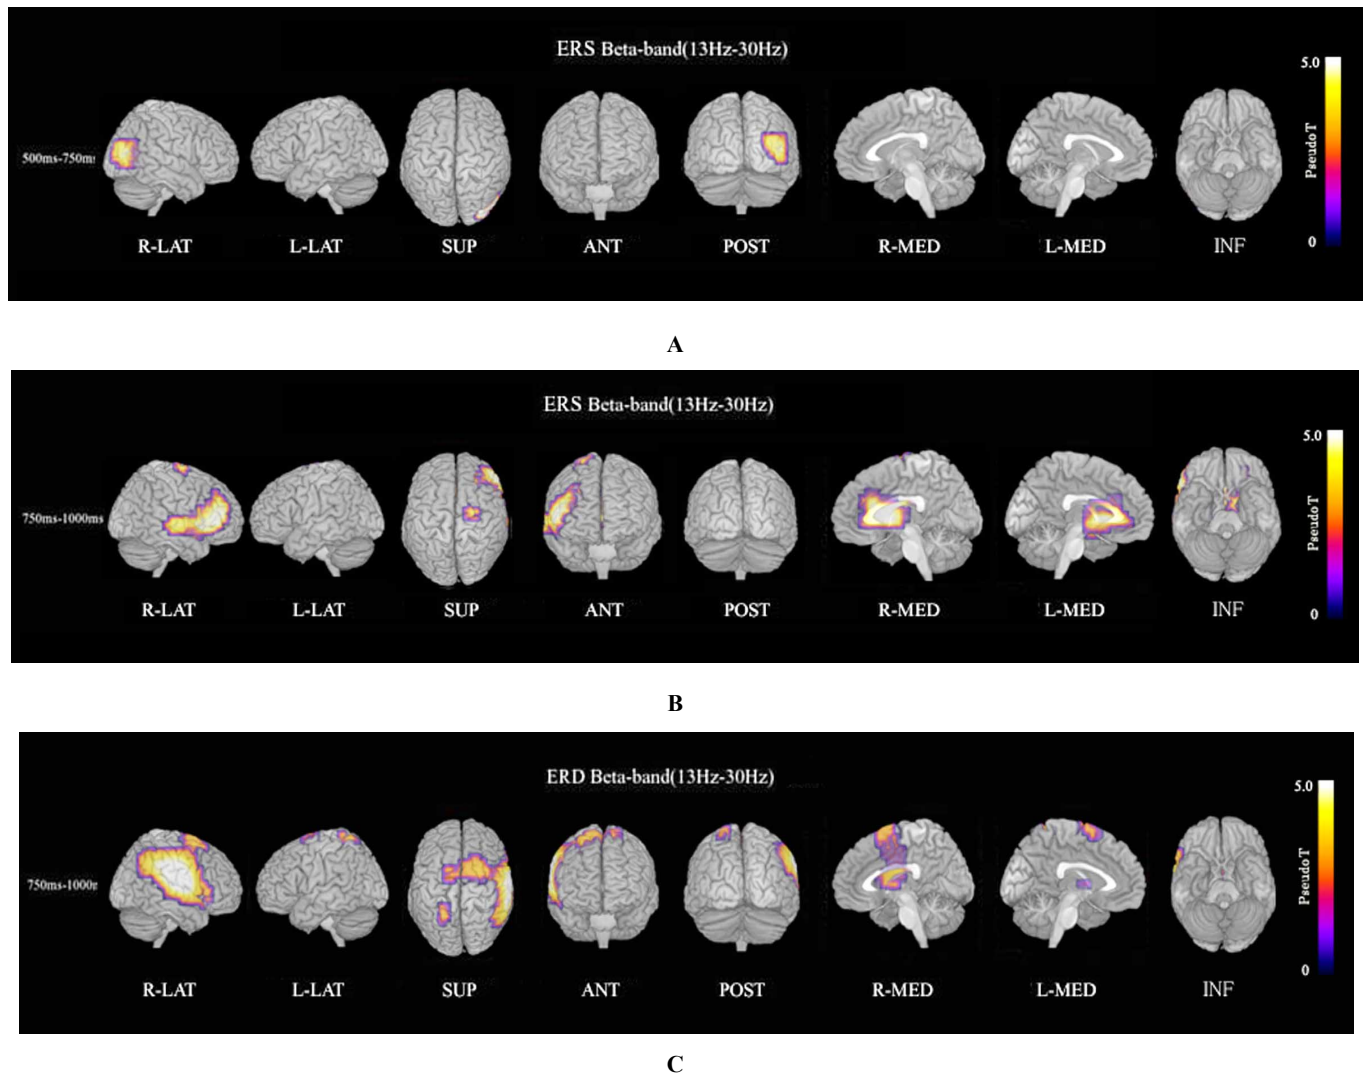 ERS Beta-band(13Hz-30Hz)
5.0
500ms-750ms
PseudoT
0
R-LAT L-LAT SUP ANT POST R-MED L-MED INF
A
ERS Beta-band(13Hz-30Hz)
5.0
750ms-1000ms
PseudoT
0
R-LAT L-LAT SUP ANT POST R-MED L-MED INF
B
ERD Beta-band(13Hz-30Hz)
5.0
750ms-1000r
PseudoT
0
R-LAT L-LAT SUP ANT POST R-MED L-MED INF
C